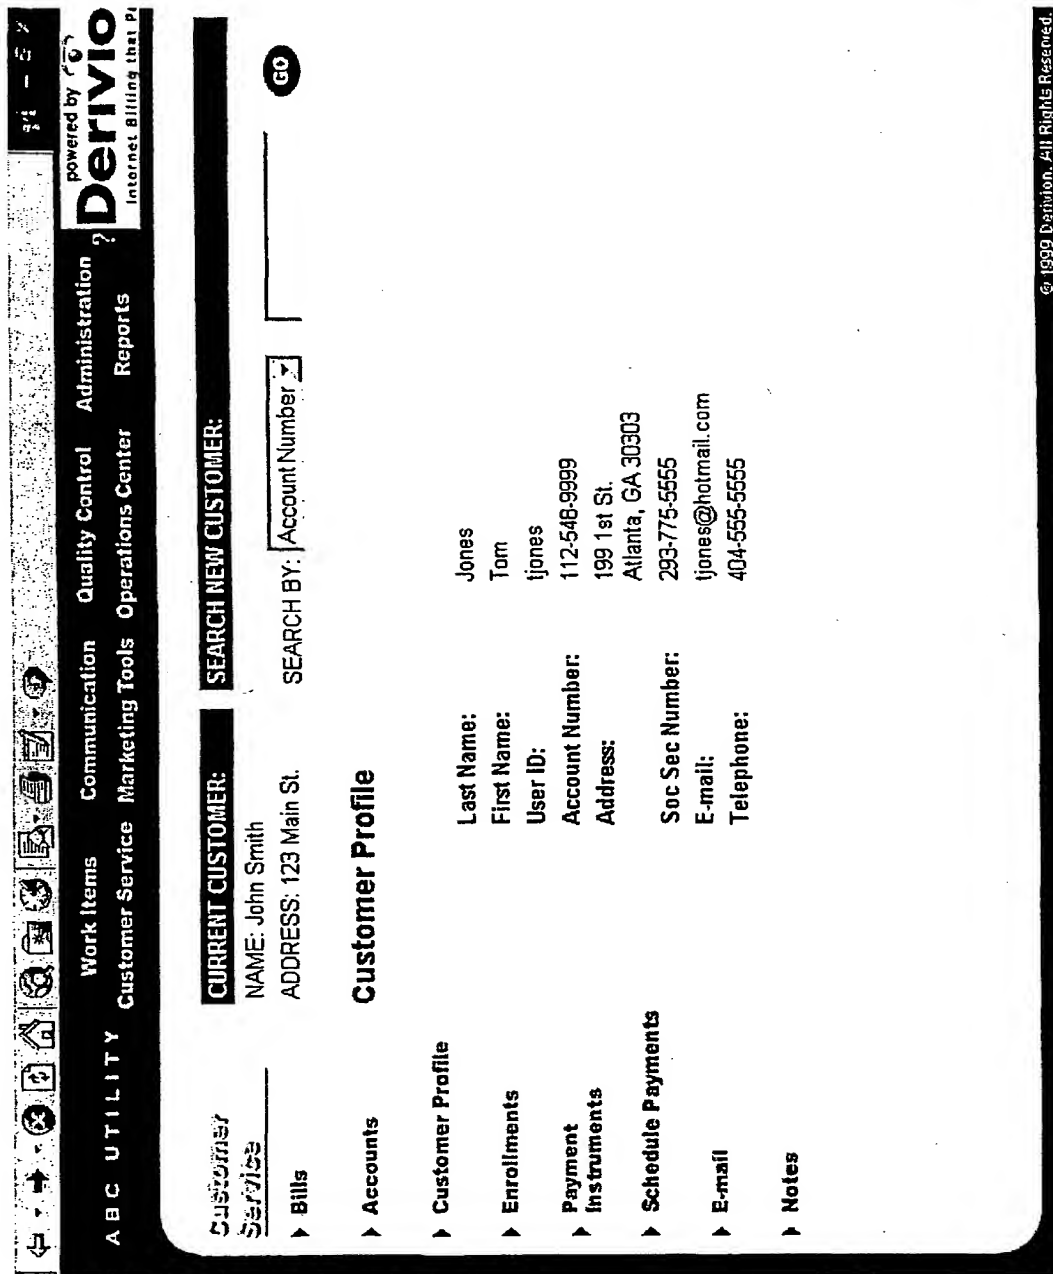 powered by
Derivio
Internet Billing that Pa
Work Items Communication Quality Control Administration ?
ABC UTILITY Customer Service Marketing Tools Operations Center Reports
Customer
Service
CURRENT CUSTOMER: SEARCH NEW CUSTOMER:
NAME: John Smith
ADDRESS: 123 Main St. SEARCH BY: Account Number GO
Bills
Accounts
Customer Profile
Enrollments
Payment
Instruments
Schedule Payments
E-mail
Notes
Customer Profile
Last Name: Jones
First Name: Tom
User ID: tjones
Account Number: 112-548-9999
Address: 199 1st St.
Atlanta, GA 30303
Soc Sec Number: 293-775-5555
E-mail: tjones@hotmail.com
Telephone: 404-555-5555
© 1999 Derivion. All Rights Reserved.